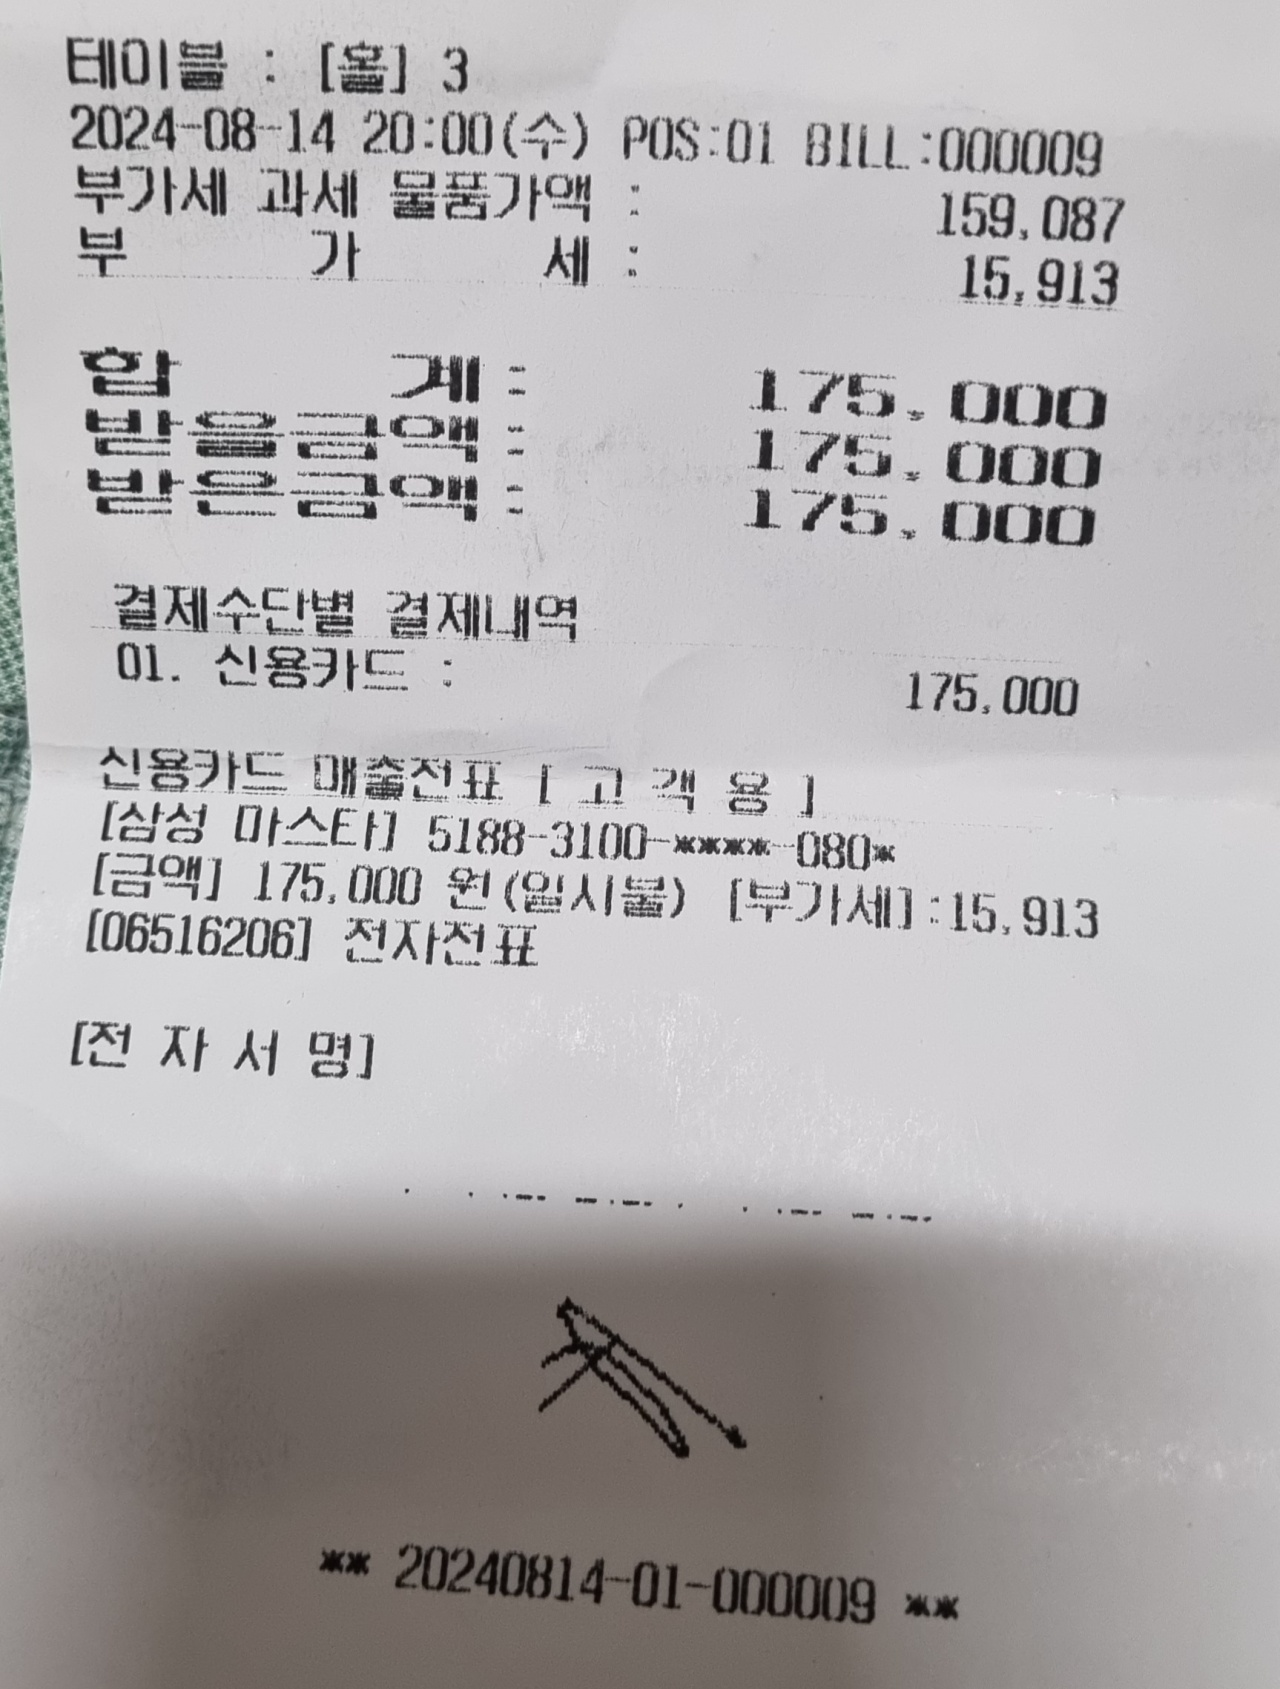 테이블 : [홀] 3
2024-08-14 20:00(수) POS:01 BILL:000009
부가세 과세 물품가액 : 159,087
부 가 세 : 15,913
합 계 : 175,000
받을금액 : 175,000
받은금액 : 175,000
결제수단별 결제내역
01. 신용카드 : 175,000
신용카드 매출전표 [ 고 객 용 ]
[삼성 마스타] 5188-3100-****-080*
[금액] 175,000 원(일시불) [부가세]:15,913
[06516206] 전자전표
[전 자 서 명]
** 20240814-01-000009 **